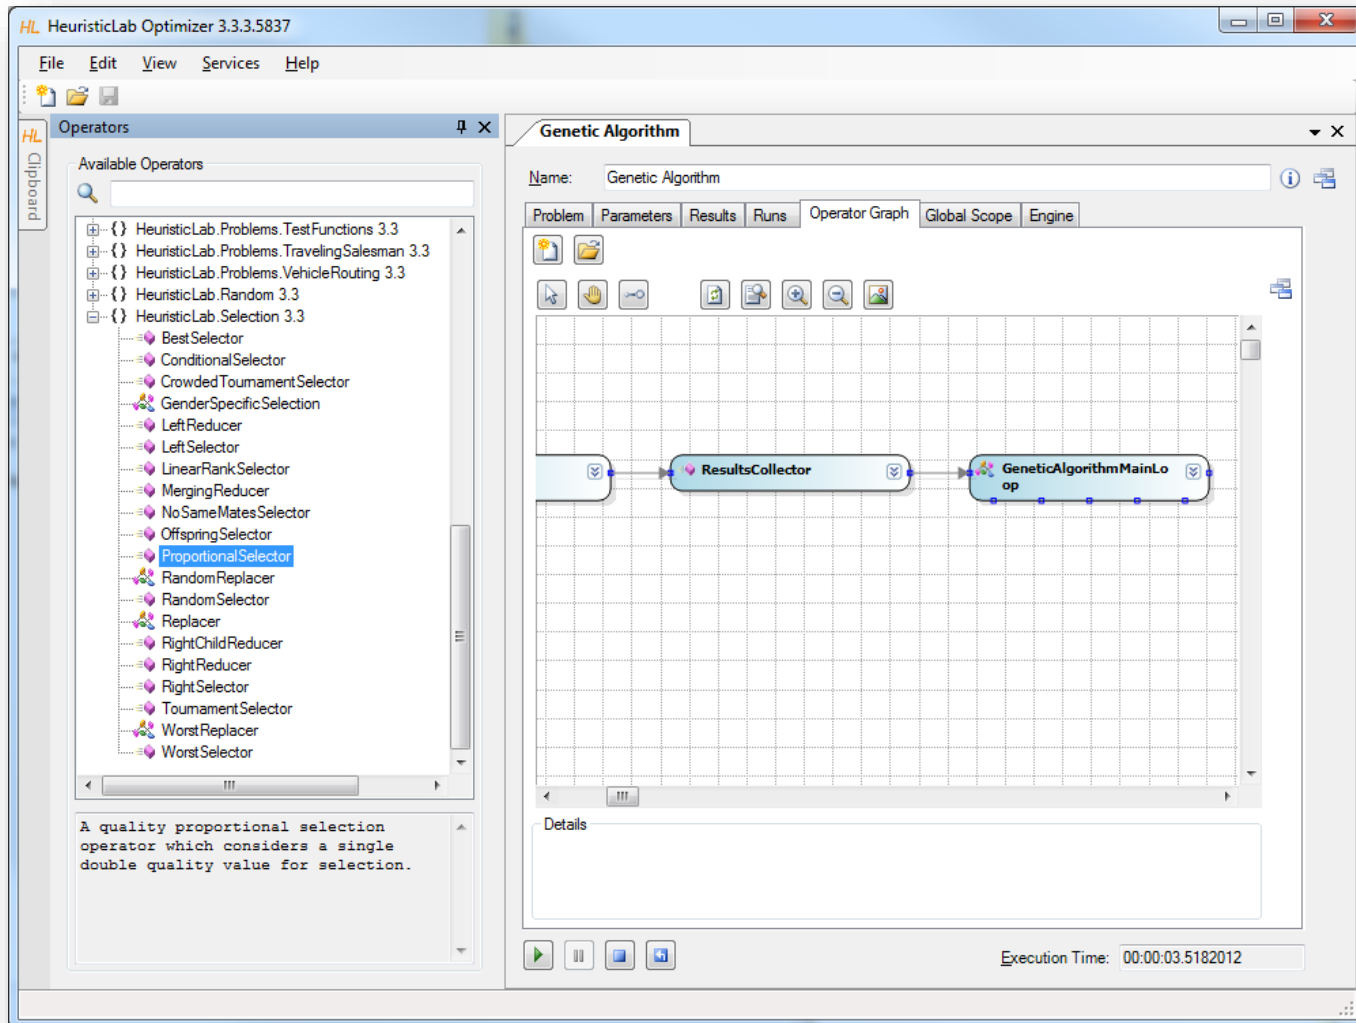 HL HeuristicLab Optimizer 3.3.3.5837
File Edit View Services Help
HL Clipboard
Operators
Available Operators
{} HeuristicLab.Problems.TestFunctions 3.3
{} HeuristicLab.Problems.TravelingSalesman 3.3
{} HeuristicLab.Problems.VehicleRouting 3.3
{} HeuristicLab.Random 3.3
{} HeuristicLab.Selection 3.3
BestSelector
ConditionalSelector
CrowdedTournamentSelector
GenderSpecificSelection
LeftReducer
LeftSelector
LinearRankSelector
MergingReducer
NoSameMatesSelector
OffspringSelector
ProportionalSelector
RandomReplacer
RandomSelector
Replacer
RightChildReducer
RightReducer
RightSelector
TournamentSelector
WorstReplacer
WorstSelector
A quality proportional selection
operator which considers a single
double quality value for selection.
Genetic Algorithm
Name: Genetic Algorithm
Problem Parameters Results Runs Operator Graph Global Scope Engine
ResultsCollector
GeneticAlgorithmMainLo
op
Details
Execution Time: 00:00:03.5182012